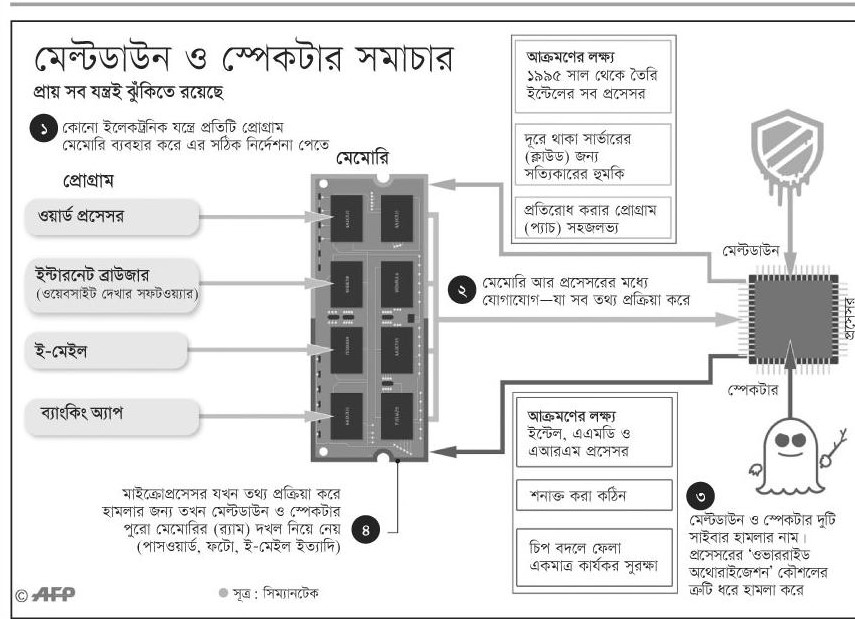 মেল্টডাউন ও স্পেকটার সমাচার
প্রায় সব যন্ত্রই ঝুঁকিতে রয়েছে
১ কোনো ইলেকট্রনিক যন্ত্রে প্রতিটি প্রোগ্রাম
মেমোরি ব্যবহার করে এর সঠিক নির্দেশনা পেতে
প্রোগ্রাম
মেমোরি
ওয়ার্ড প্রসেসর
ইন্টারনেট ব্রাউজার
(ওয়েবসাইট দেখার সফটওয়্যার)
ই-মেইল
ব্যাংকিং অ্যাপ
আক্রমণের লক্ষ্য
১৯৯৫ সাল থেকে তৈরি
ইন্টেলের সব প্রসেসর
দূরে থাকা সার্ভারের
(ক্লাউড) জন্য
সত্যিকারের হুমকি
প্রতিরোধ করার প্রোগ্রাম
(প্যাচ) সহজলভ্য
মেল্টডাউন
২ মেমোরি আর প্রসেসরের মধ্যে
যোগাযোগ—যা সব তথ্য প্রক্রিয়া করে
প্রসেসর
স্পেকটার
আক্রমণের লক্ষ্য
ইন্টেল, এএমডি ও
এআরএম প্রসেসর
শনাক্ত করা কঠিন
চিপ বদলে ফেলা
একমাত্র কার্যকর সুরক্ষা
৩
মেল্টডাউন ও স্পেকটার দুটি
সাইবার হামলার নাম।
প্রসেসরের ‘ওভাররাইড
অথোরাইজেশন’ কৌশলের
ত্রুটি ধরে হামলা করে
মাইক্রোপ্রসেসর যখন তথ্য প্রক্রিয়া করে
হামলার জন্য তখন মেল্টডাউন ও স্পেকটার
পুরো মেমোরির (র‍্যাম) দখল নিয়ে নেয় ৪
(পাসওয়ার্ড, ফটো, ই-মেইল ইত্যাদি)
© AFP
সূত্র : সিম্যানটেক